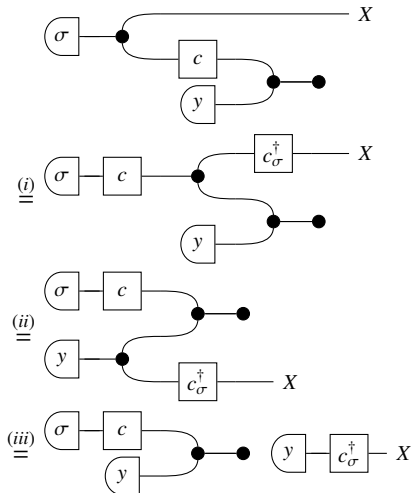 X
σ
c
y
(i)
= σ c c†σ X
y
(ii)
= σ c
y
c†σ X
(iii)
= σ c y c†σ X
y